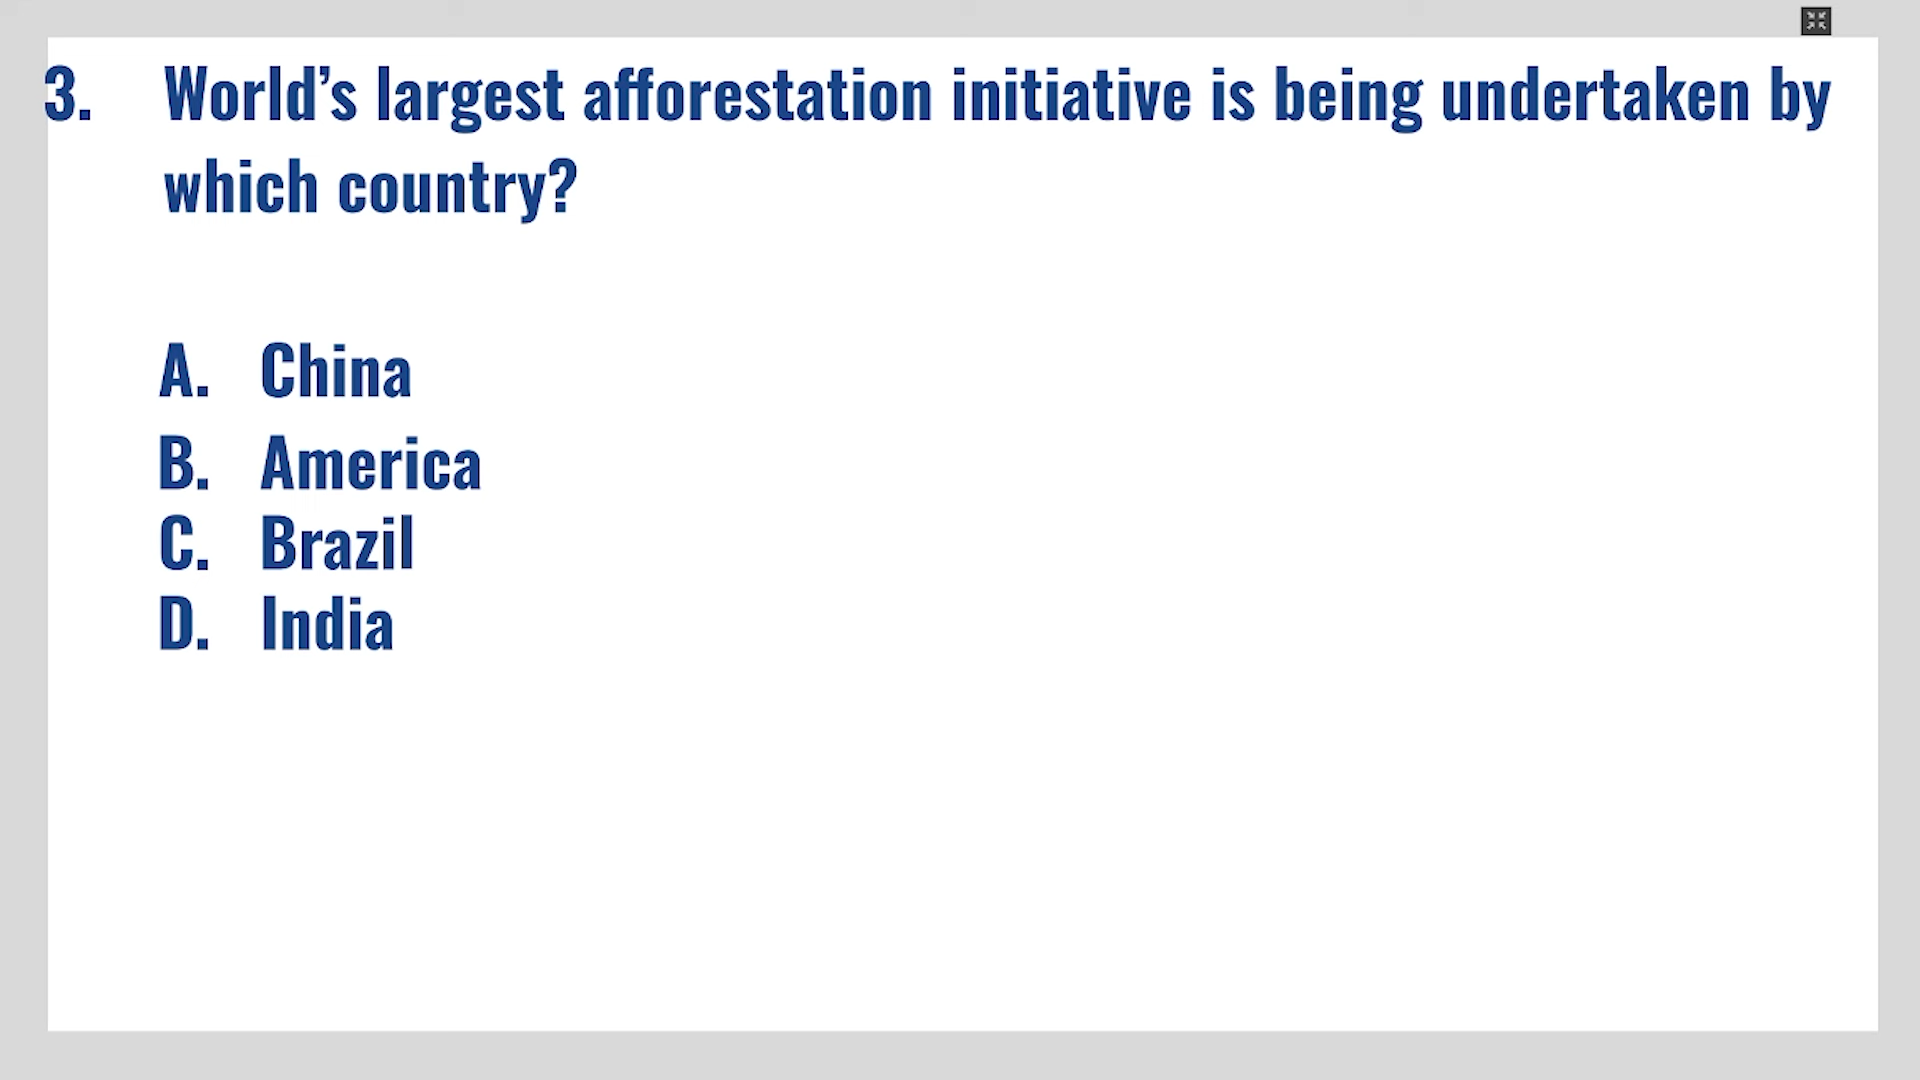 3. World’s largest afforestation initiative is being undertaken by
which country?
A. China
B. America
C. Brazil
D. India